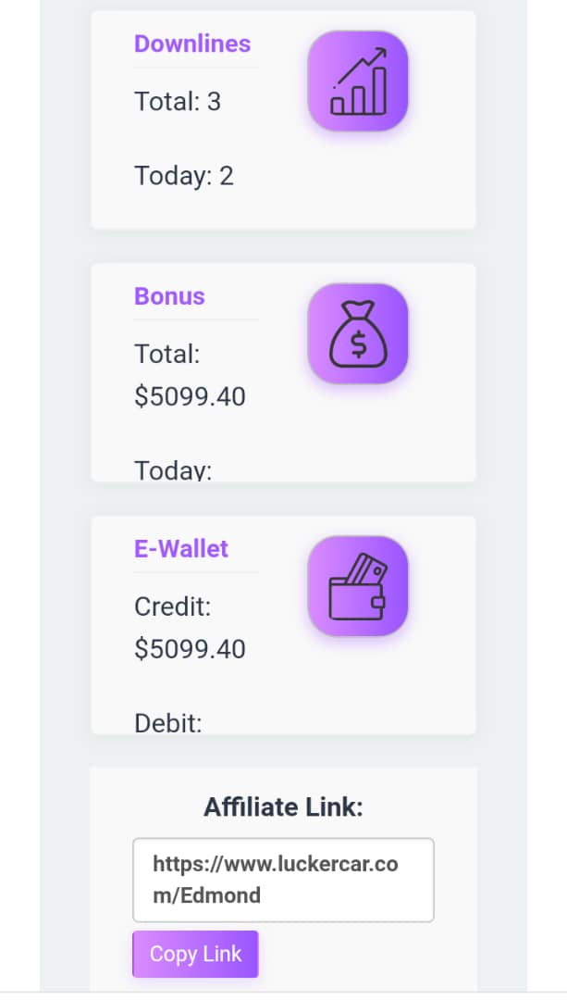 Downlines
Total: 3
Today: 2
Bonus
Total:
$5099.40
Today:
E-Wallet
Credit:
$5099.40
Debit:
Affiliate Link:
https://www.luckercar.co
m/Edmond
Copy Link